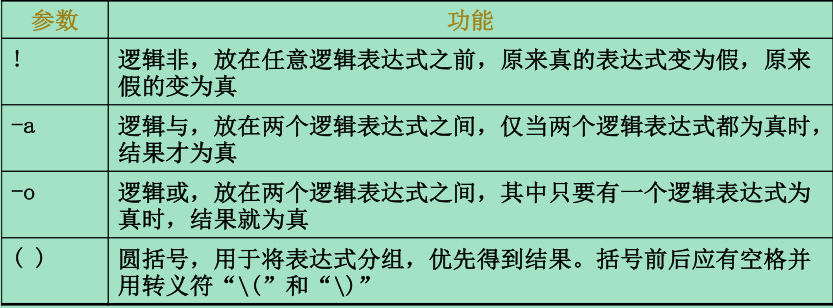 参数 功能
! 逻辑非，放在任意逻辑表达式之前，原来真的表达式变为假，原来
假的变为真
-a 逻辑与，放在两个逻辑表达式之间，仅当两个逻辑表达式都为真时，
结果才为真
-o 逻辑或，放在两个逻辑表达式之间，其中只要有一个逻辑表达式为
真时，结果就为真
( ) 圆括号，用于将表达式分组，优先得到结果。括号前后应有空格并
用转义符“\(”和“\)”